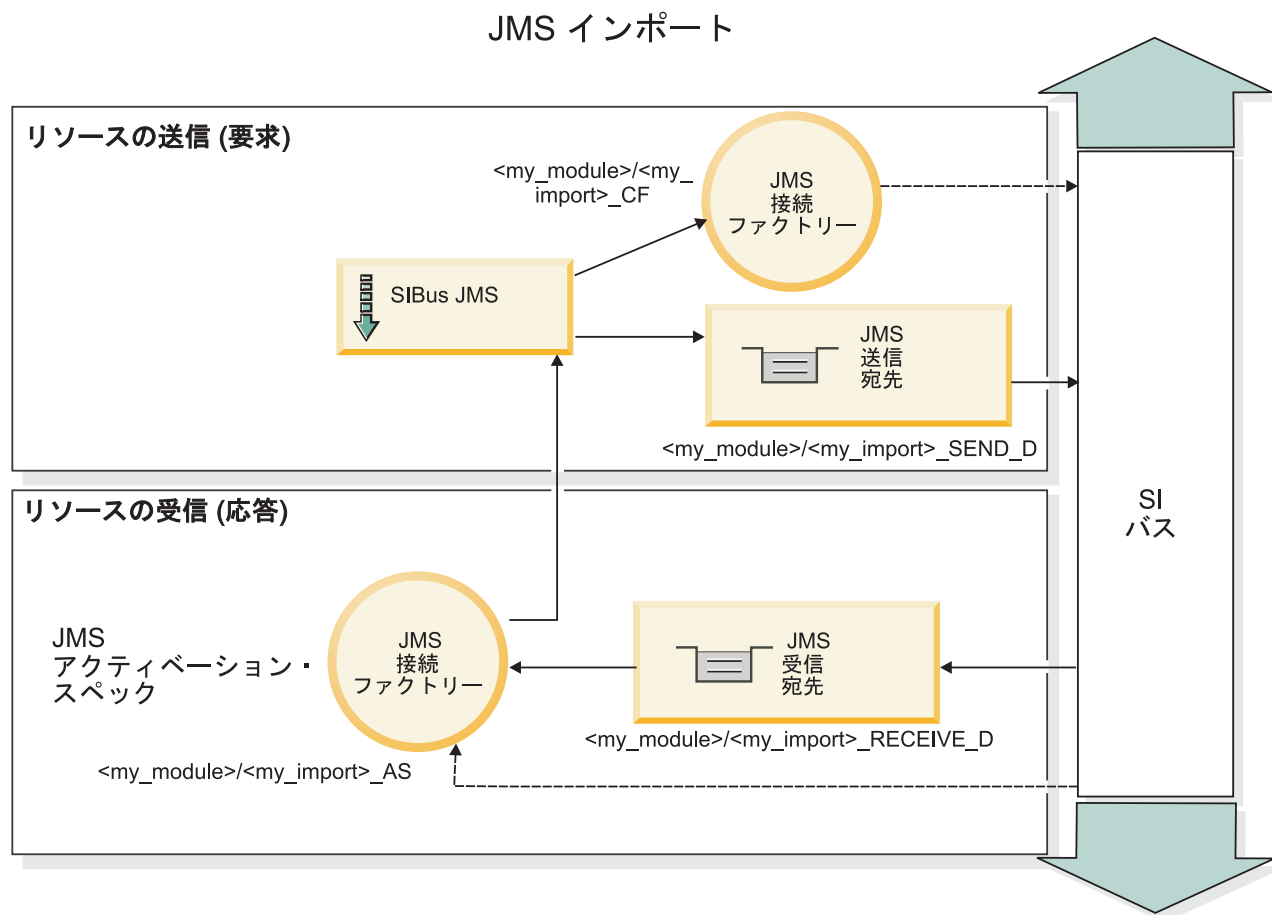 JMS インポート
リソースの送信 (要求)
<my_module>/<my_
import>_CF
JMS
接続
ファクトリー
SIBus JMS
JMS
送信
宛先
<my_module>/<my_import>_SEND_D
SI
バス
リソースの受信 (応答)
JMS
アクティベーション・
スペック
JMS
接続
ファクトリー
JMS
受信
宛先
<my_module>/<my_import>_RECEIVE_D
<my_module>/<my_import>_AS